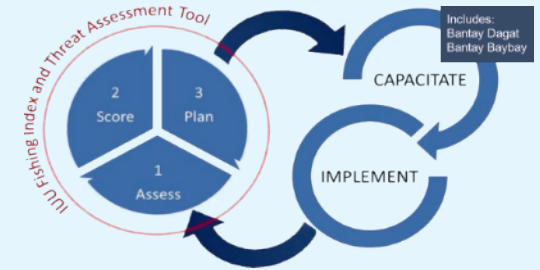 IUU Fishing Index and Threat Assessment Tool
Includes:
Bantay Dagat
Bantay Baybay
2
Score
3
Plan
1
Assess
CAPACITATE
IMPLEMENT